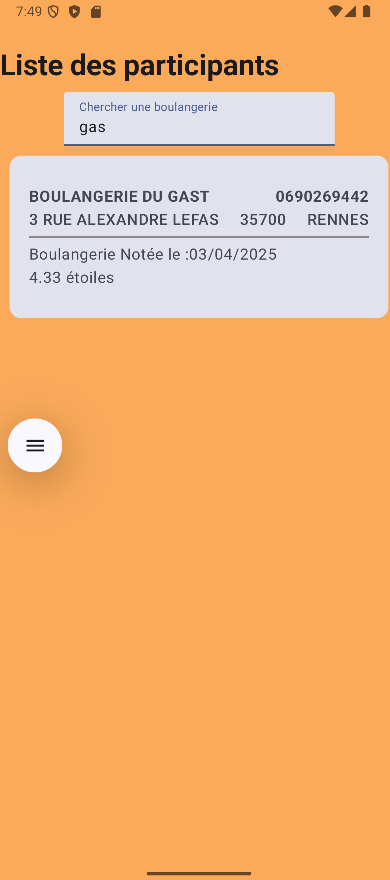 7:49
Liste des participants
Chercher une boulangerie
gas
BOULANGERIE DU GAST 0690269442
3 RUE ALEXANDRE LEFAS 35700 RENNES
Boulangerie Notée le :03/04/2025
4.33 étoiles